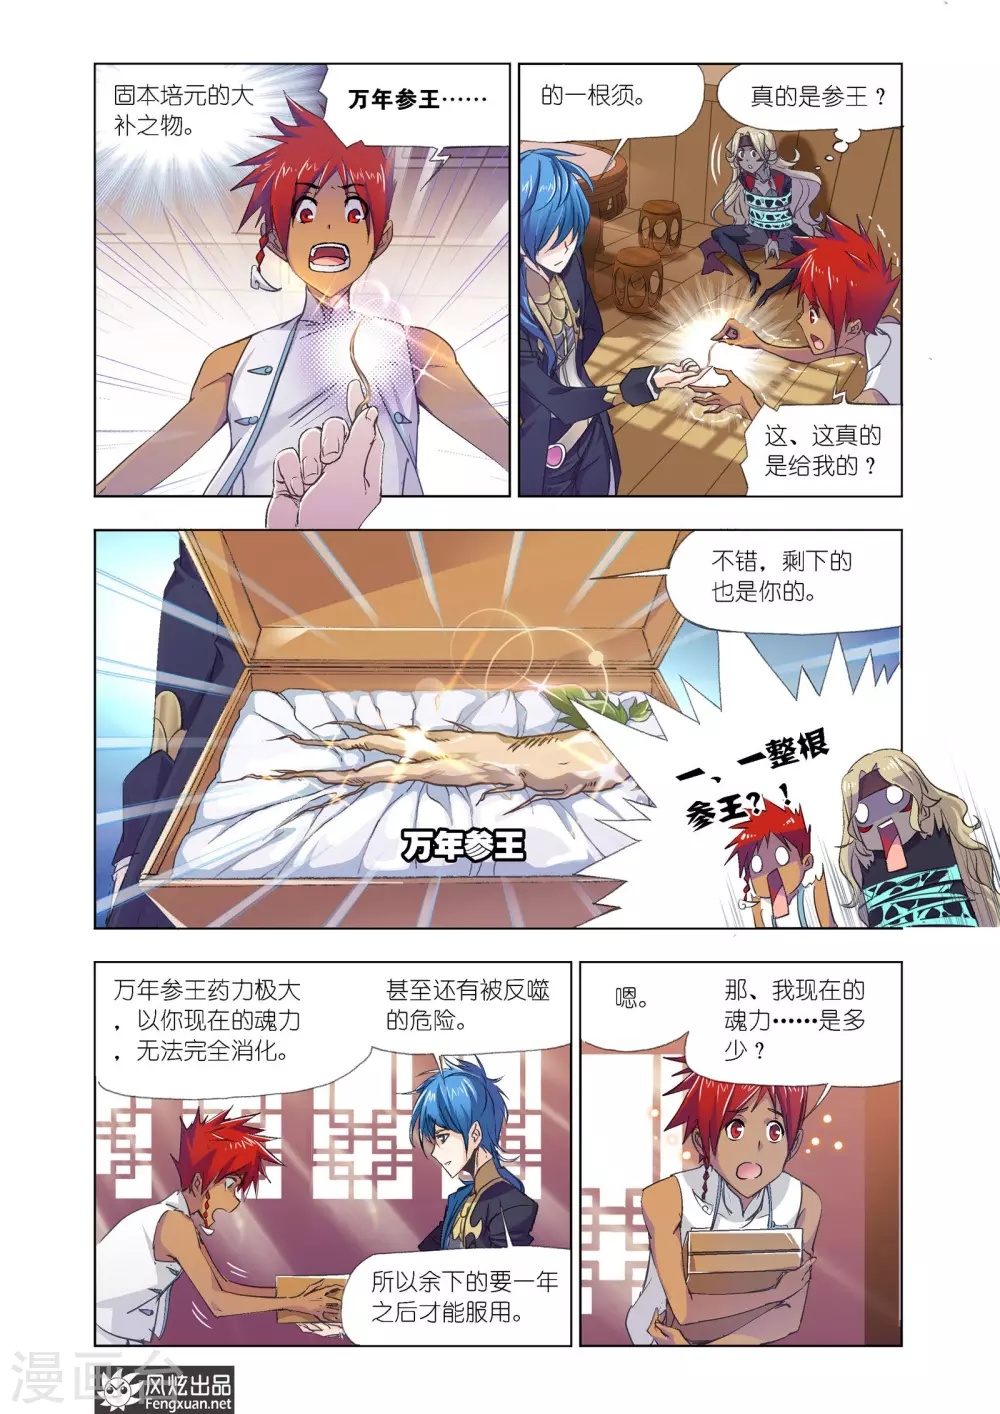 固本培元的大
补之物。
万年参王……
的一根须。
真的是参王？
这、这真的
是给我的？
不错，剩下的
也是你的。
一、一整根
参王？！
万年参王
万年参王药力极大
，以你现在的魂力
，无法完全消化。
甚至还有被反噬
的危险。
所以余下的要一年
之后才能服用。
嗯。
那、我现在的
魂力……是多
少？
漫画台
风炫出品
Fengxuan.net